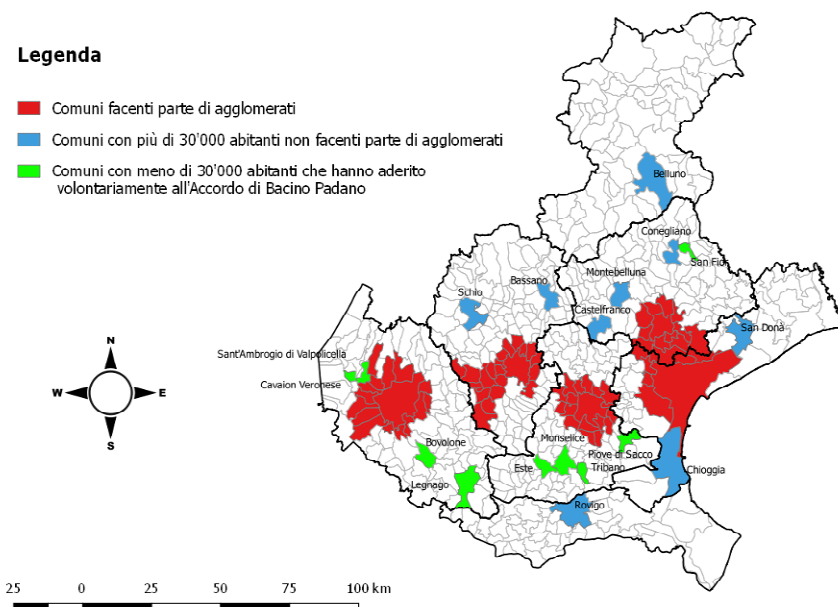 Legenda
Comuni facenti parte di agglomerati
Comuni con più di 30'000 abitanti non facenti parte di agglomerati
Comuni con meno di 30'000 abitanti che hanno aderito
volontariamente all'Accordo di Bacino Padano
Belluno
Conegliano
San Fior
Montebelluna
Bassano
Schio
Castelfranco
San Donà
N
W E
S
Sant'Ambrogio di Valpolicella
Cavaion Veronese
Bovolone
Legnago
Monselice
Este
Piove di Sacco
Tribano
Chioggia
Rovigo
25 0 25 50 75 100 km